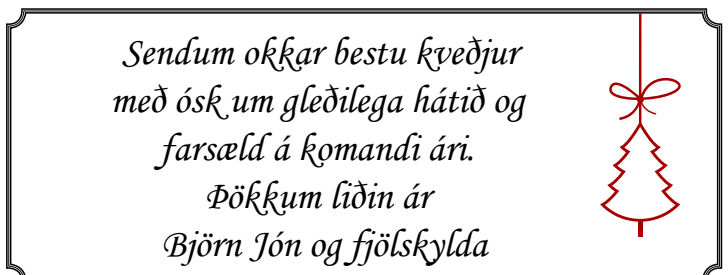 Sendum okkar bestu kveðjur
með ósk um gleðilega hátið og
farsæld á komandi ári.
Þökkum liðin ár
Björn Jón og fjölskylda